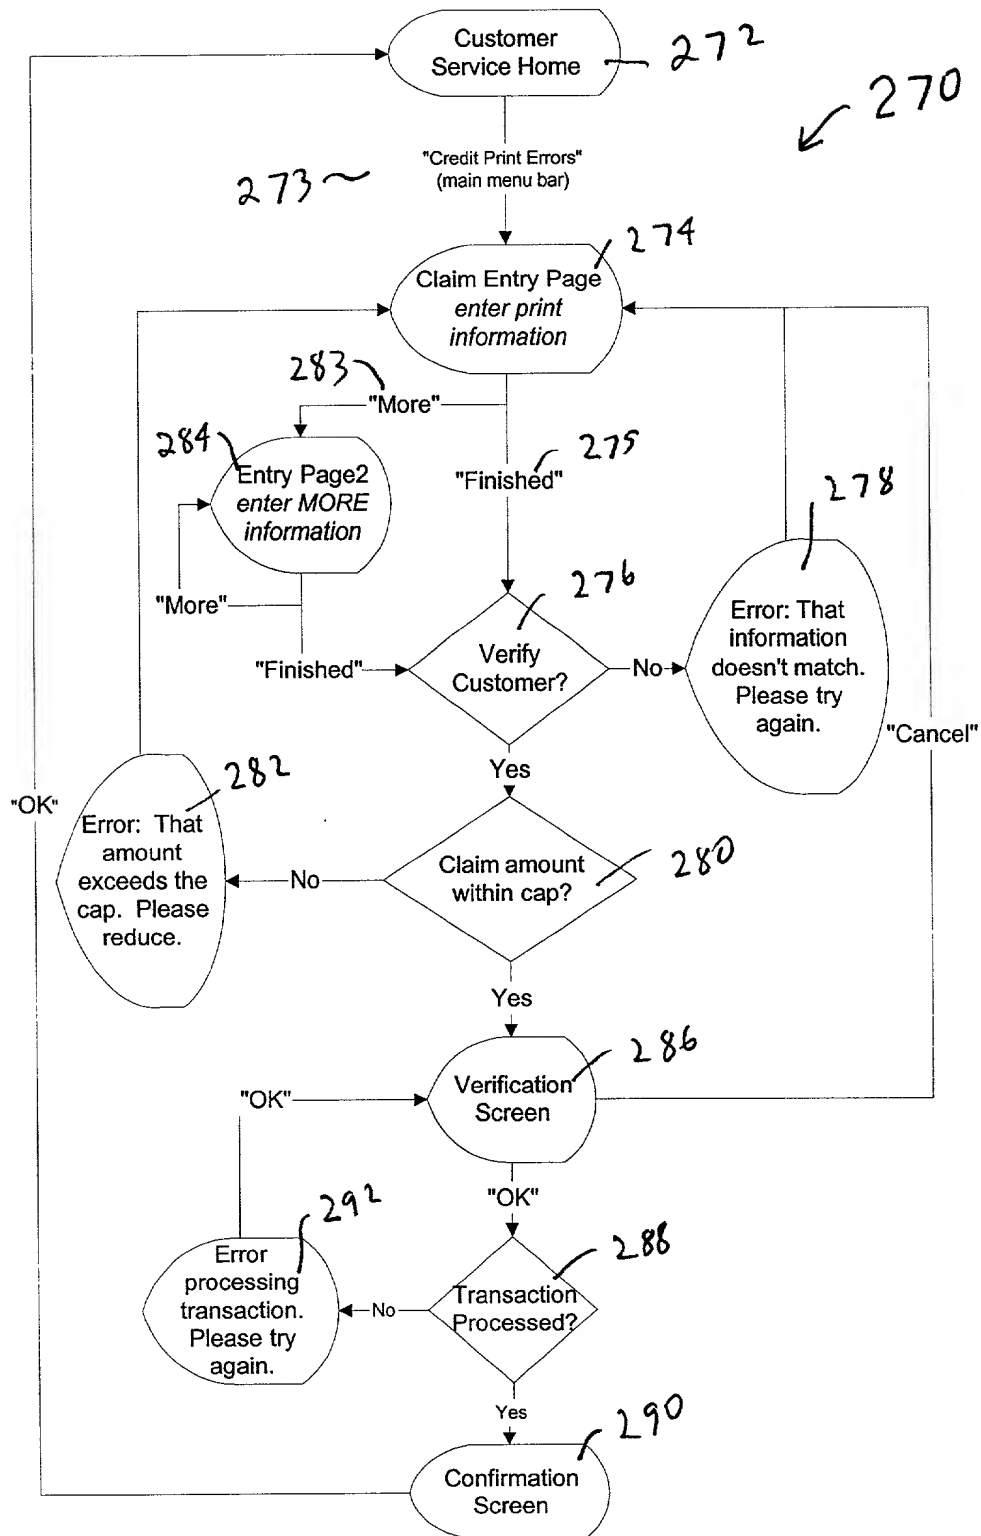 Customer
Service Home
272
270
"Credit Print Errors"
(main menu bar)
273
274
Claim Entry Page
enter print
information
283
"More"
284
Entry Page2
enter MORE
information
275
"Finished"
278
"More"
276
Verify
Customer?
"Finished"
No
Error: That
information
doesn't match.
Please try
again.
"Cancel"
Yes
282
"OK"
Error: That
amount
exceeds the
cap. Please
reduce.
No
Claim amount
within cap?
280
Yes
286
Verification
Screen
"OK"
"OK"
292
Error
processing
transaction.
Please try
again.
No
288
Transaction
Processed?
Yes
290
Confirmation
Screen